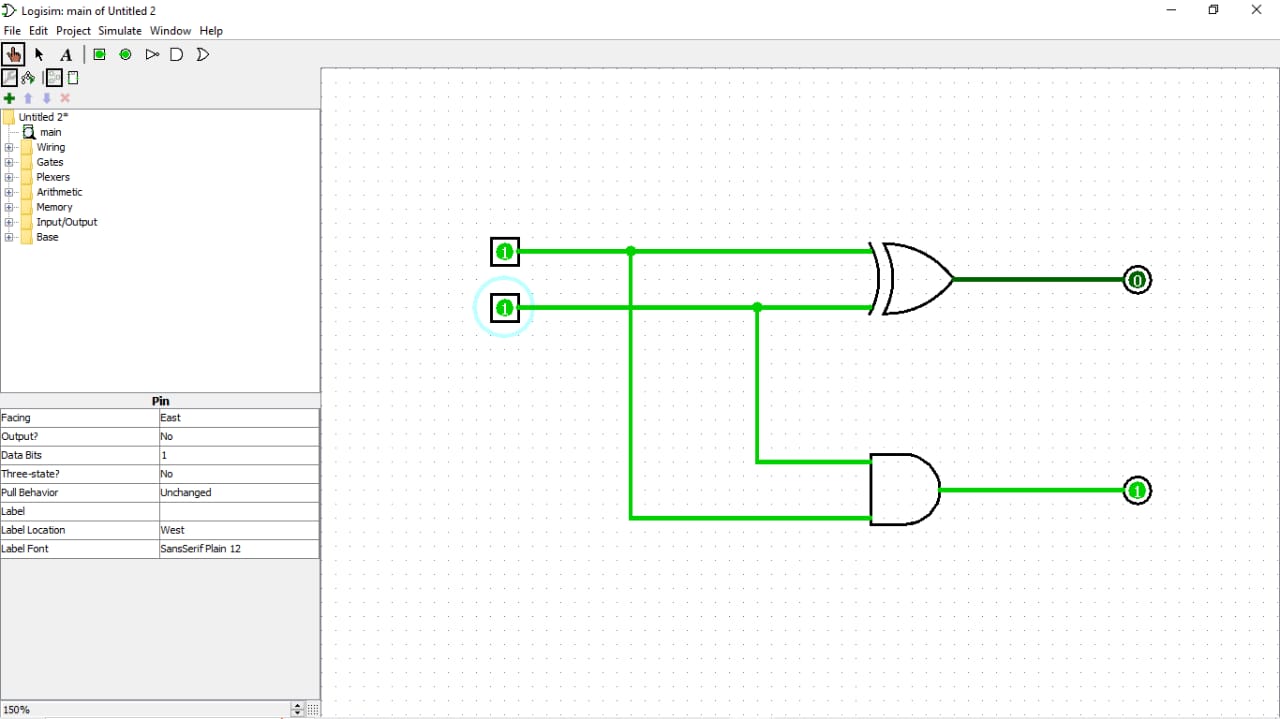 Logisim: main of Untitled 2
File Edit Project Simulate Window Help
A
Untitled 2*
main
Wiring
Gates
Plexers
Arithmetic
Memory
Input/Output
Base
Pin
Facing East
Output? No
Data Bits 1
Three-state? No
Pull Behavior Unchanged
Label
Label Location West
Label Font SansSerif Plain 12
150%
1
0
1
1